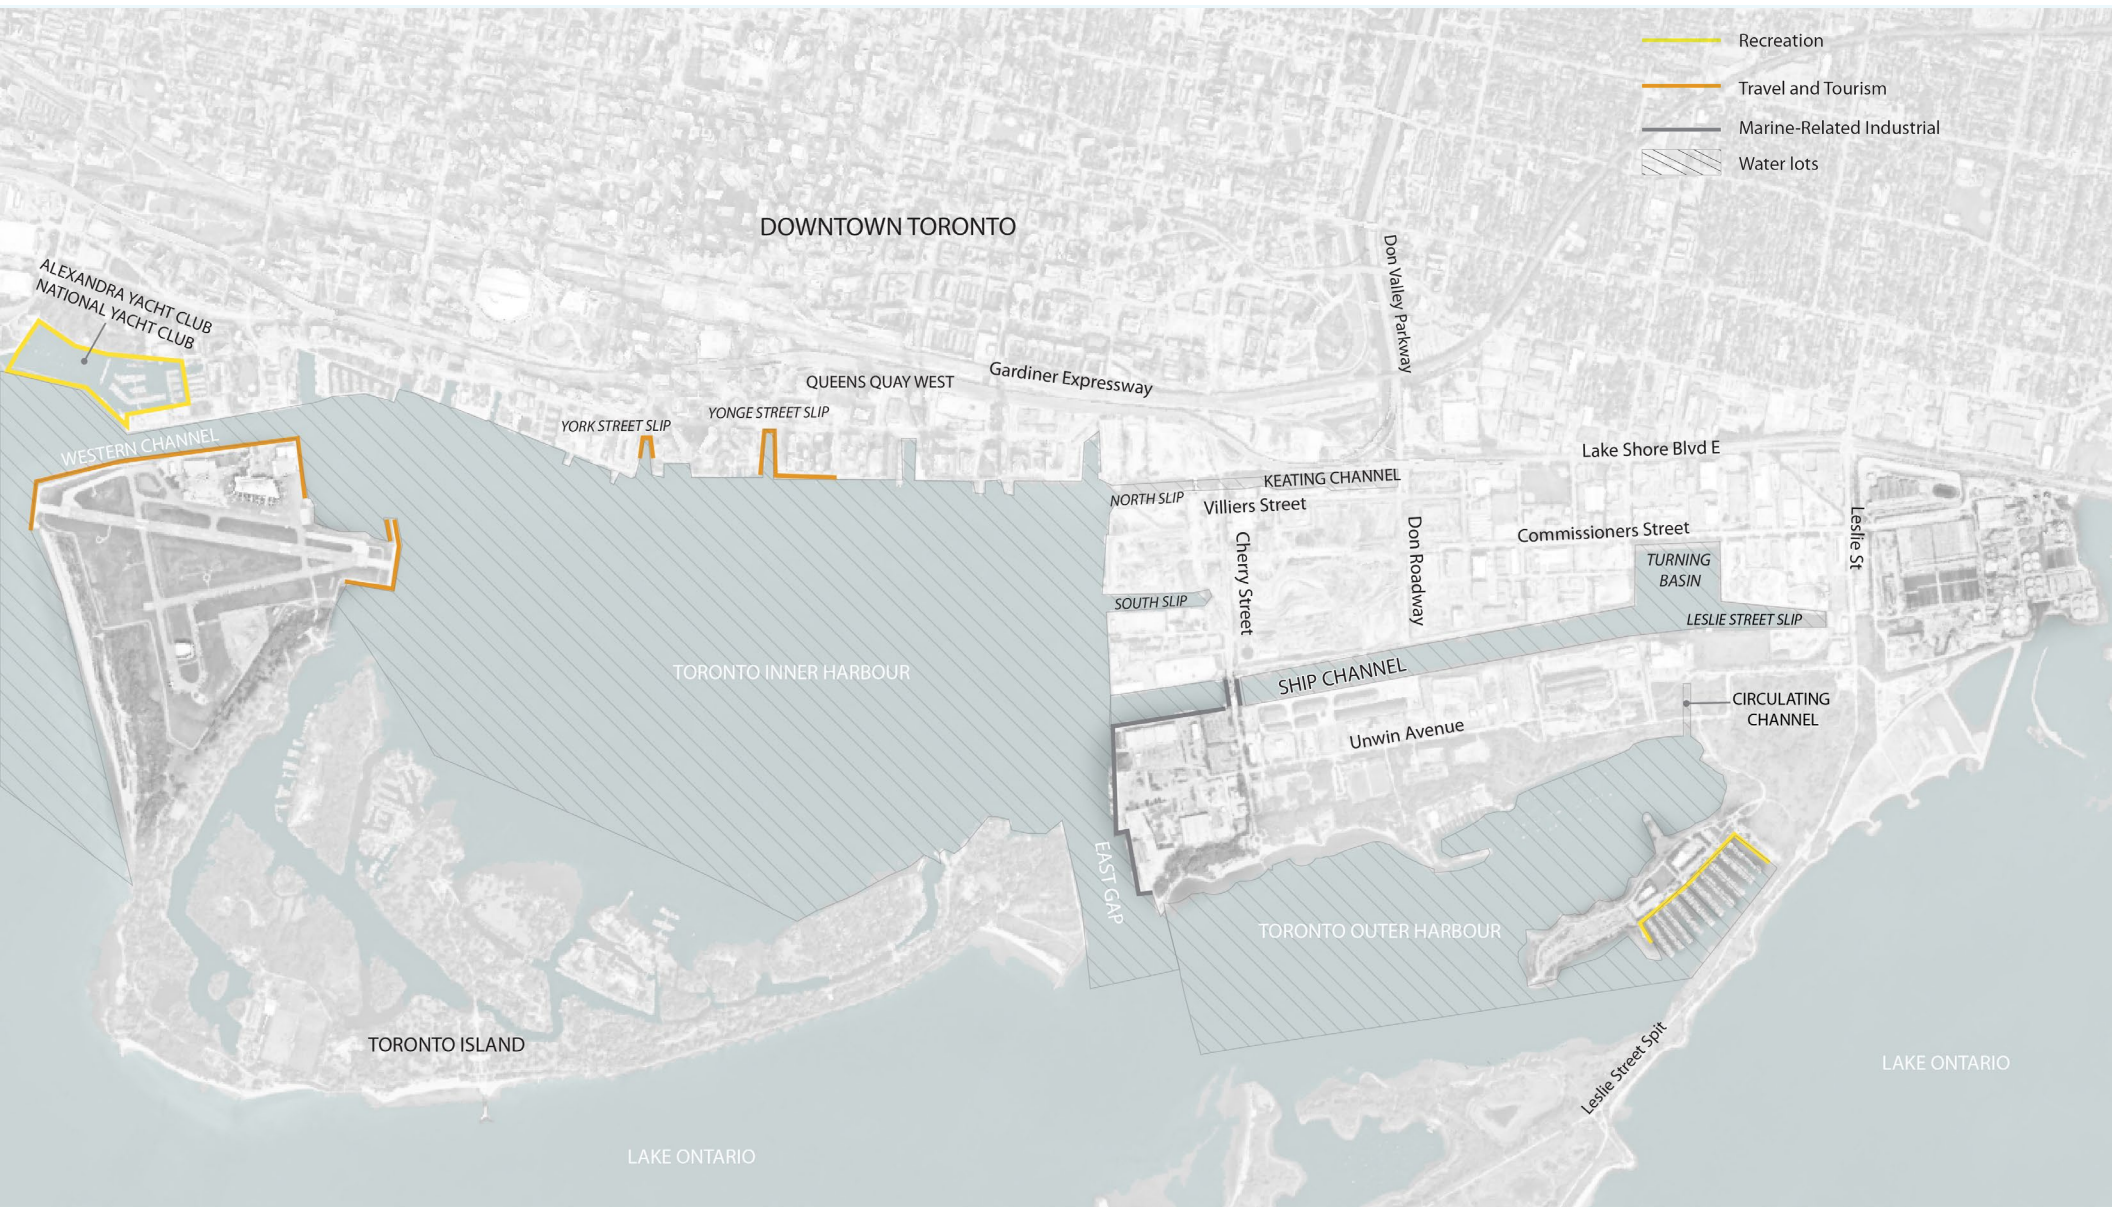 Recreation
Travel and Tourism
Marine-Related Industrial
Water lots
DOWNTOWN TORONTO
Don Valley Parkway
ALEXANDRA YACHT CLUB
NATIONAL YACHT CLUB
Gardiner Expressway
QUEENS QUAY WEST
YONGE STREET SLIP
YORK STREET SLIP
WESTERN CHANNEL
Lake Shore Blvd E
KEATING CHANNEL
NORTH SLIP
Villiers Street
Commissioners Street
Leslie St
Cherry Street
Don Roadway
TURNING
BASIN
SOUTH SLIP
LESLIE STREET SLIP
TORONTO INNER HARBOUR
SHIP CHANNEL
CIRCULATING
CHANNEL
Unwin Avenue
EAST GAP
TORONTO OUTER HARBOUR
TORONTO ISLAND
Leslie Street Spit
LAKE ONTARIO
LAKE ONTARIO